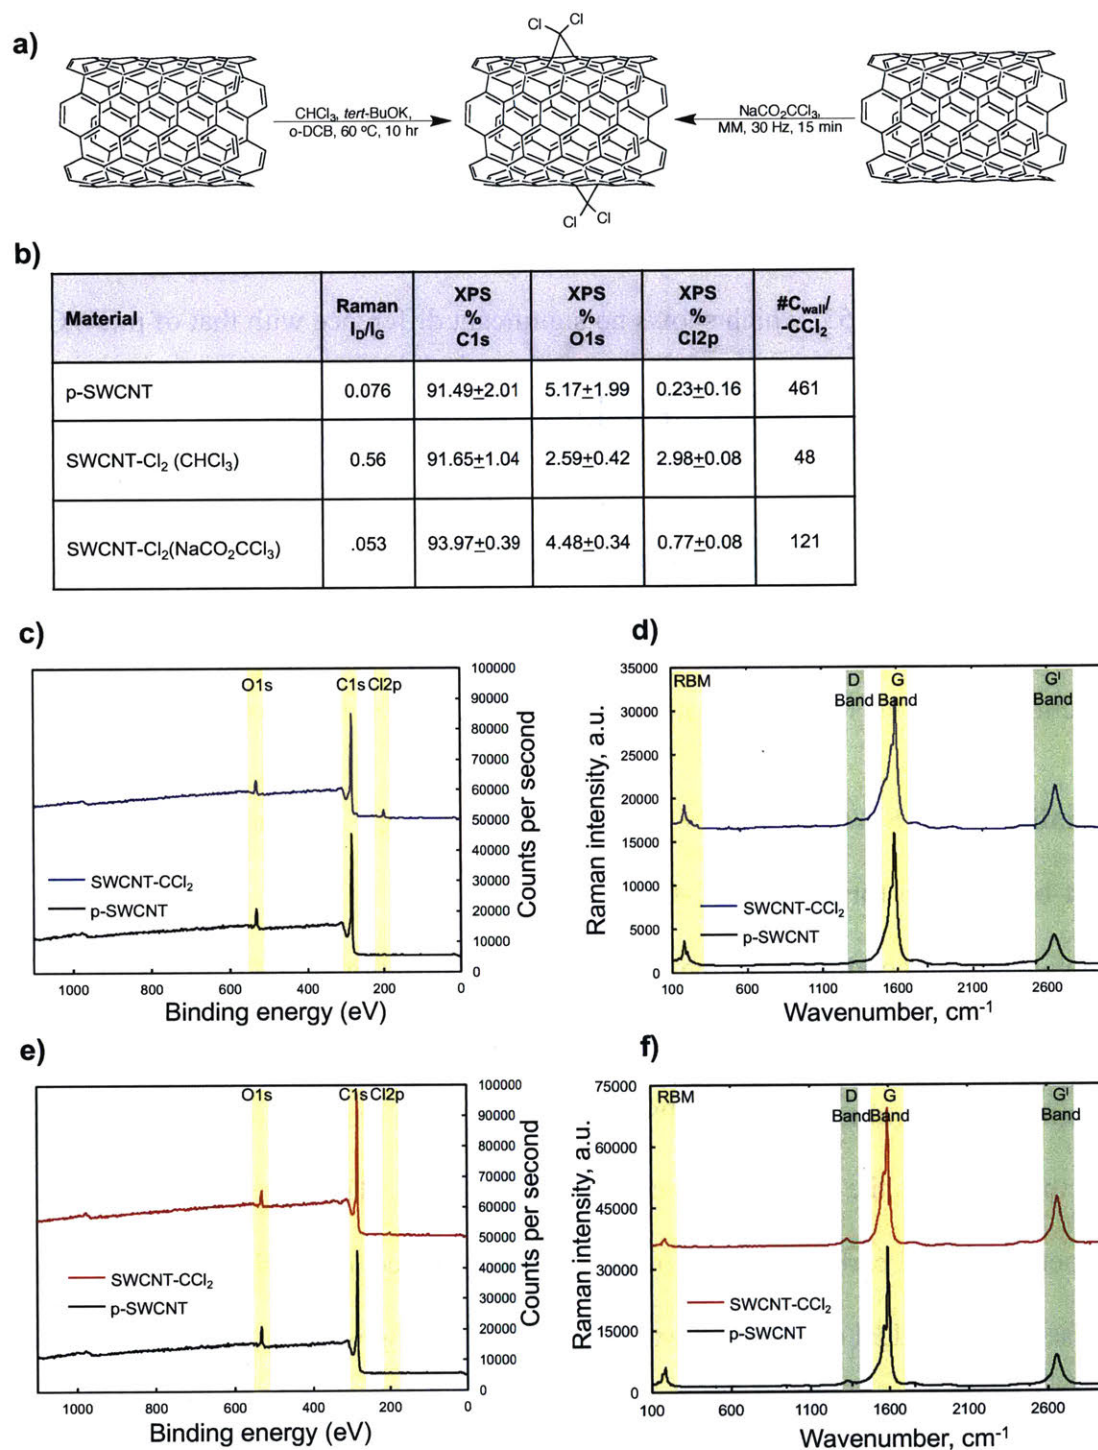 a)
Cl Cl
CHCl₃, tert-BuOK,
o-DCB, 60 ºC, 10 hr
NaCO₂CCl₃,
MM, 30 Hz, 15 min
Cl
Cl
b)
Material Raman I_D/I_G XPS % C1s XPS % O1s XPS % Cl2p #C_wall/ -CCl₂
p-SWCNT 0.076 91.49±2.01 5.17±1.99 0.23±0.16 461
SWCNT-Cl₂ (CHCl₃) 0.56 91.65±1.04 2.59±0.42 2.98±0.08 48
SWCNT-Cl₂(NaCO₂CCl₃) .053 93.97±0.39 4.48±0.34 0.77±0.08 121
c)
O1s C1s Cl2p
100000
90000
80000
70000
60000
50000
40000
30000
20000
10000
0
Counts per second
SWCNT-CCl₂
p-SWCNT
1000 800 600 400 200 0
Binding energy (eV)
d)
RBM D Band G Band Gᴵ Band
35000
30000
25000
20000
15000
10000
5000
0
Raman intensity, a.u.
SWCNT-CCl₂
p-SWCNT
100 600 1100 1600 2100 2600
Wavenumber, cm⁻¹
e)
O1s C1s Cl2p
100000
90000
80000
70000
60000
50000
40000
30000
20000
10000
0
Counts per second
SWCNT-CCl₂
p-SWCNT
1000 800 600 400 200 0
Binding energy (eV)
f)
RBM D Band G Band Gᴵ Band
75000
60000
45000
30000
15000
0
Raman intensity, a.u.
SWCNT-CCl₂
p-SWCNT
100 600 1100 1600 2100 2600
Wavenumber, cm⁻¹